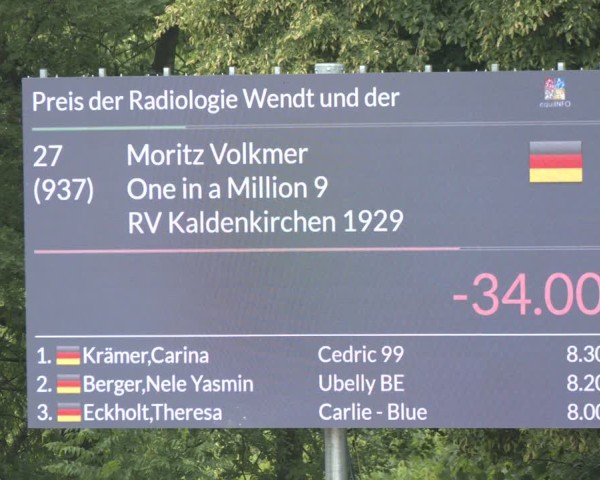 Preis der Radiologie Wendt und der
equiINFO
27 Moritz Volkmer
(937) One in a Million 9
RV Kaldenkirchen 1929
-34.00
1. Krämer,Carina Cedric 99 8.30
2. Berger,Nele Yasmin Ubelly BE 8.20
3. Eckholt,Theresa Carlie - Blue 8.00